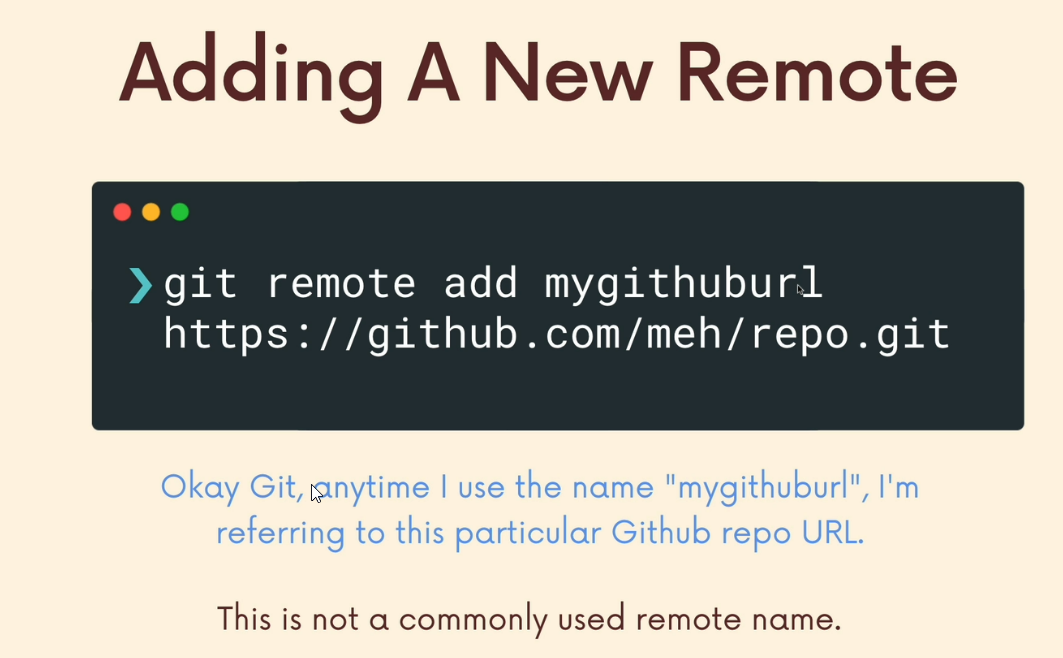 Adding A New Remote
❯ git remote add mygithuburl
https://github.com/meh/repo.git
Okay Git, anytime I use the name "mygithuburl", I'm
referring to this particular Github repo URL.
This is not a commonly used remote name.